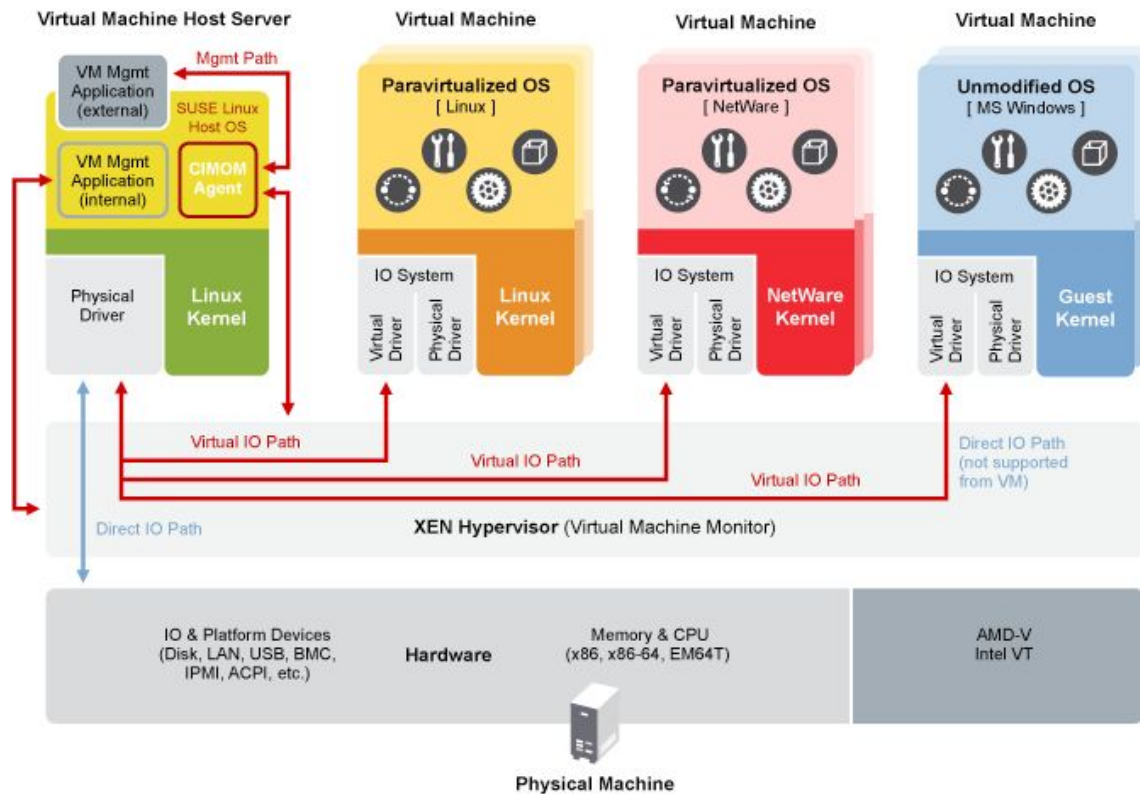 Virtual Machine Host Server
Virtual Machine
Virtual Machine
Virtual Machine
VM Mgmt
Application
(external)
Mgmt Path
SUSE Linux
Host OS
VM Mgmt
Application
(internal)
CIMOM
Agent
Physical
Driver
Linux
Kernel
Paravirtualized OS
[ Linux ]
IO System
Virtual
Driver
Physical
Driver
Linux
Kernel
Paravirtualized OS
[ NetWare ]
IO System
Virtual
Driver
Physical
Driver
NetWare
Kernel
Unmodified OS
[ MS Windows ]
IO System
Virtual
Driver
Physical
Driver
Guest
Kernel
Virtual IO Path
Virtual IO Path
Virtual IO Path
Direct IO Path
(not supported
from VM)
Direct IO Path
XEN Hypervisor (Virtual Machine Monitor)
IO & Platform Devices
(Disk, LAN, USB, BMC,
IPMI, ACPI, etc.)
Hardware
Memory & CPU
(x86, x86-64, EM64T)
AMD-V
Intel VT
Physical Machine